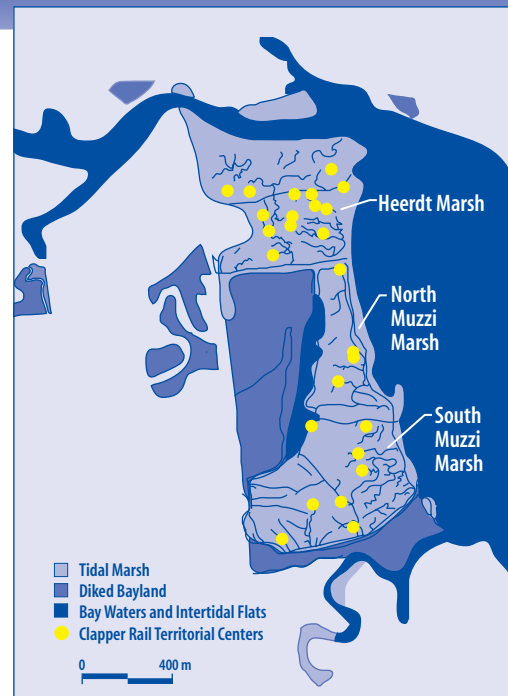 Heerdt Marsh
North
Muzzi
Marsh
South
Muzzi
Marsh
Tidal Marsh
Diked Bayland
Bay Waters and Intertidal Flats
Clapper Rail Territorial Centers
0 400 m